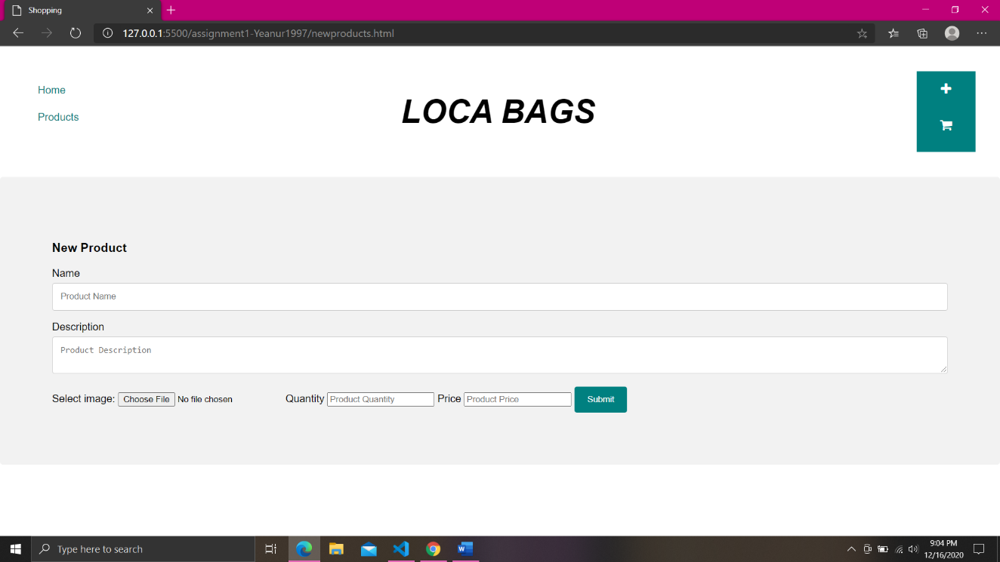 Shopping
127.0.0.1:5500/assignment1-Yeanur1997/newproducts.html
Home
Products
LOCA BAGS
New Product
Name
Product Name
Description
Product Description
Select image: Choose File No file chosen Quantity Product Quantity Price Product Price Submit
Type here to search
9:04 PM
12/16/2020